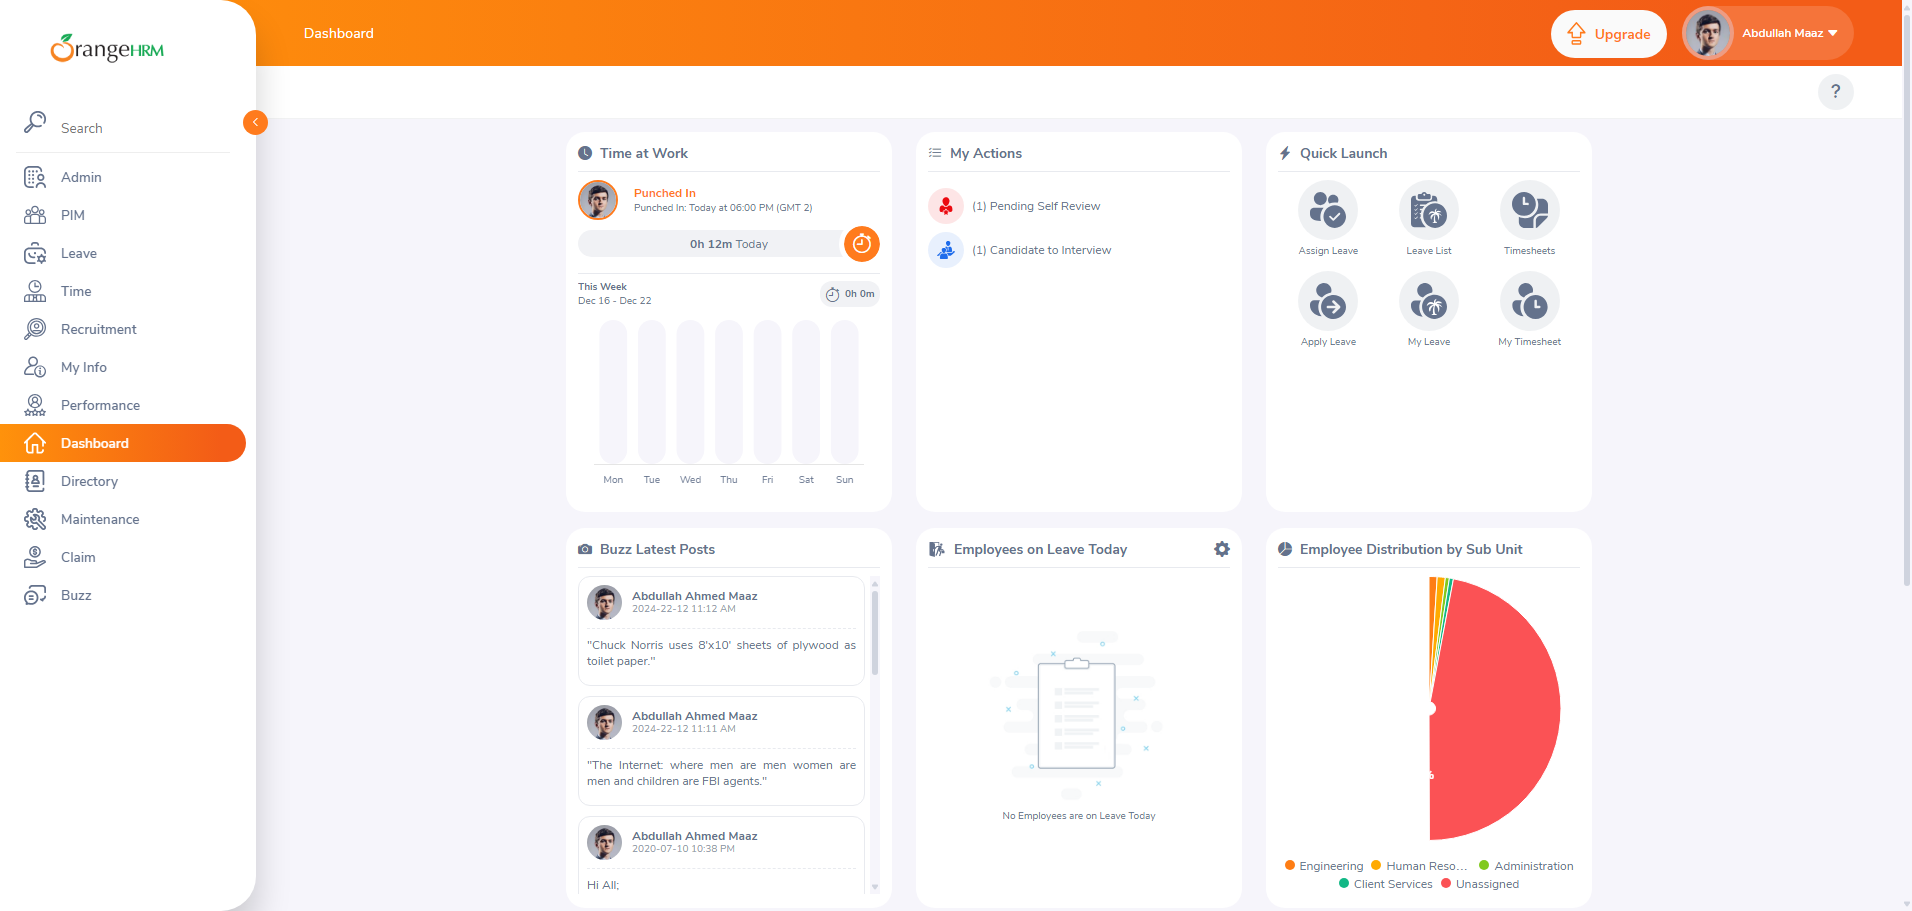 OrangeHRM
Dashboard
Upgrade
Abdullah Maaz
?
Search
Admin
PIM
Leave
Time
Recruitment
My Info
Performance
Dashboard
Directory
Maintenance
Claim
Buzz
Time at Work
Punched In
Punched In: Today at 06:00 PM (GMT 2)
0h 12m Today
This Week
Dec 16 - Dec 22
0h 0m
Mon Tue Wed Thu Fri Sat Sun
My Actions
(1) Pending Self Review
(1) Candidate to Interview
Quick Launch
Assign Leave Leave List Timesheets
Apply Leave My Leave My Timesheet
Buzz Latest Posts
Abdullah Ahmed Maaz
2024-22-12 11:12 AM
"Chuck Norris uses 8'x10' sheets of plywood as
toilet paper."
Abdullah Ahmed Maaz
2024-22-12 11:11 AM
"The Internet: where men are men women are
men and children are FBI agents."
Abdullah Ahmed Maaz
2020-07-10 10:38 PM
Hi All;
Employees on Leave Today
No Employees are on Leave Today
Employee Distribution by Sub Unit
%
Engineering Human Reso... Administration
Client Services Unassigned